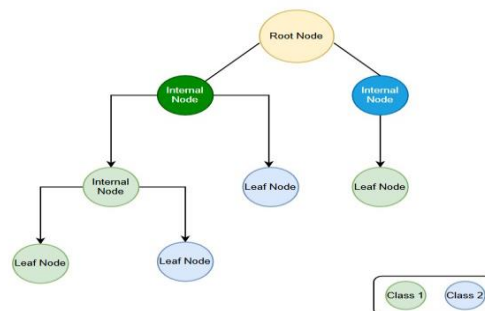 Root Node
Internal
Node
Internal
Node
Internal
Node
Leaf Node
Leaf Node
Leaf Node
Leaf Node
Class 1
Class 2